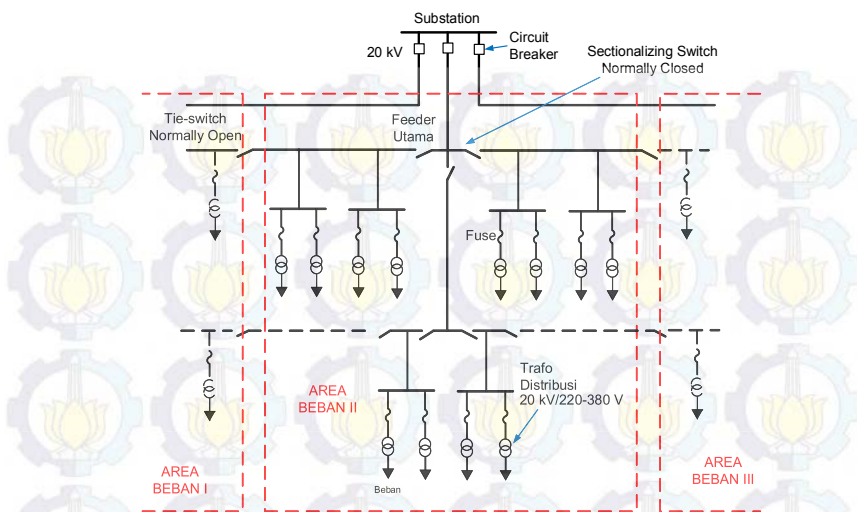 Substation
20 kV
Circuit
Breaker
Sectionalizing Switch
Normally Closed
Tie-switch
Normally Open
Feeder
Utama
Fuse
Trafo
Distribusi
20 kV/220-380 V
AREA
BEBAN II
AREA
BEBAN I
Beban
AREA
BEBAN III